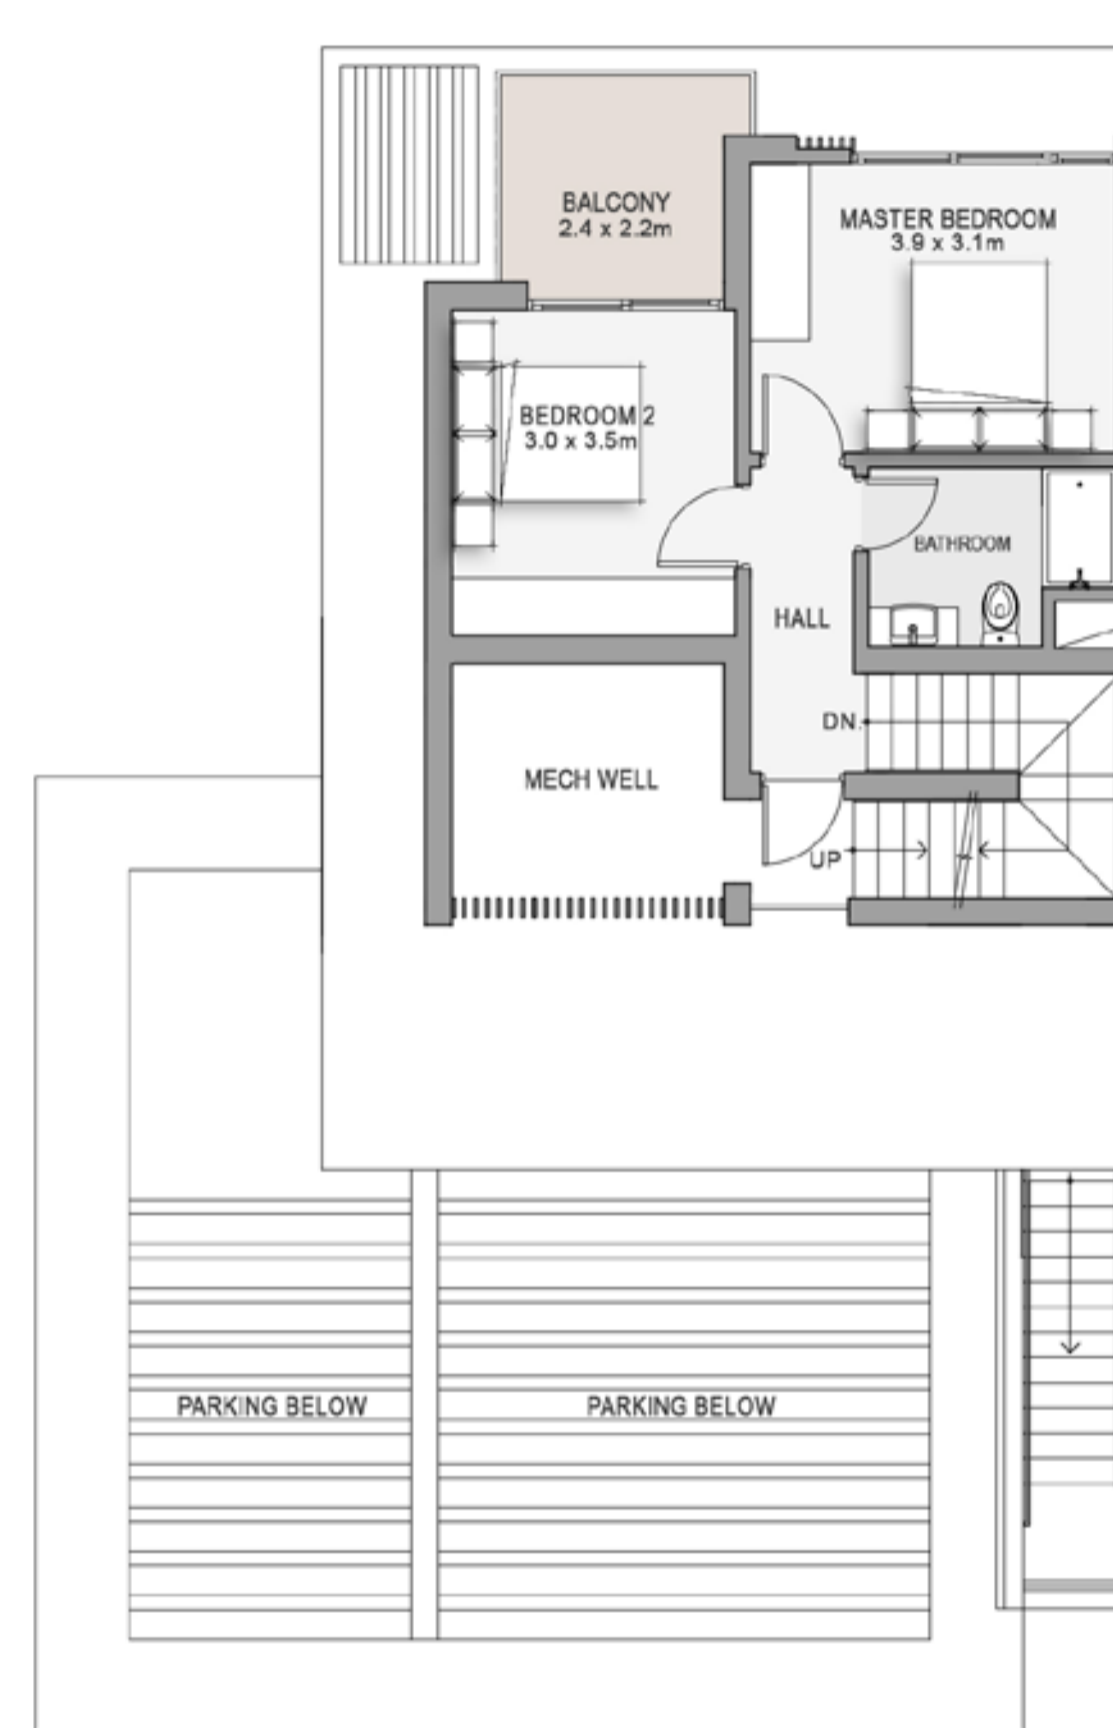 BALCONY
2.4 x 2.2m
MASTER BEDROOM
3.9 x 3.1m
BEDROOM 2
3.0 x 3.5m
BATHROOM
HALL
DN.
MECH WELL
UP
PARKING BELOW
PARKING BELOW